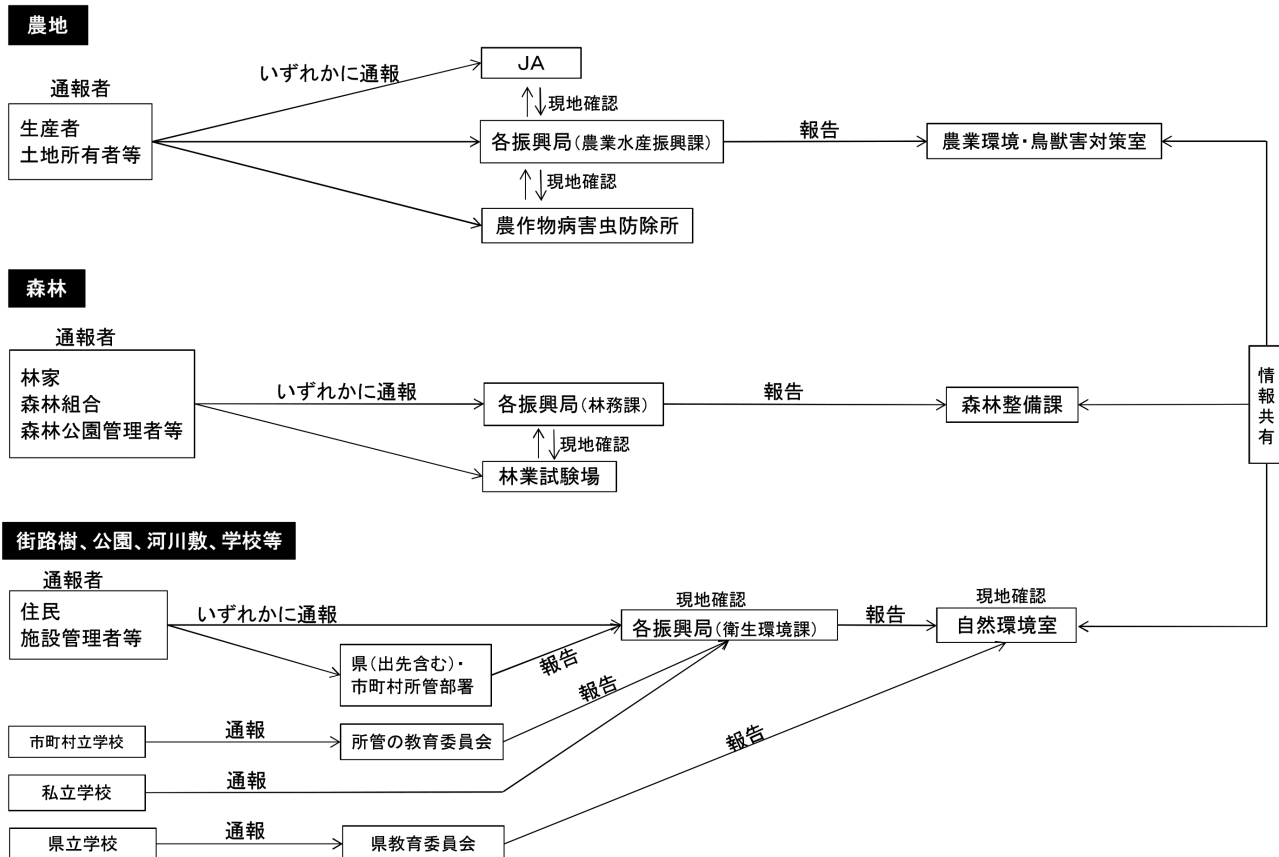 農地
通報者
生産者
土地所有者等
いずれかに通報
JA
現地確認
各振興局(農業水産振興課)
報告
農業環境・鳥獣害対策室
現地確認
農作物病害虫防除所
森林
通報者
林家
森林組合
森林公園管理者等
いずれかに通報
各振興局(林務課)
報告
森林整備課
現地確認
林業試験場
情報共有
街路樹、公園、河川敷、学校等
通報者
住民
施設管理者等
いずれかに通報
現地確認
各振興局(衛生環境課)
報告
現地確認
自然環境室
県(出先含む)・
市町村所管部署
報告
市町村立学校
通報
所管の教育委員会
報告
私立学校
通報
県立学校
通報
県教育委員会
報告